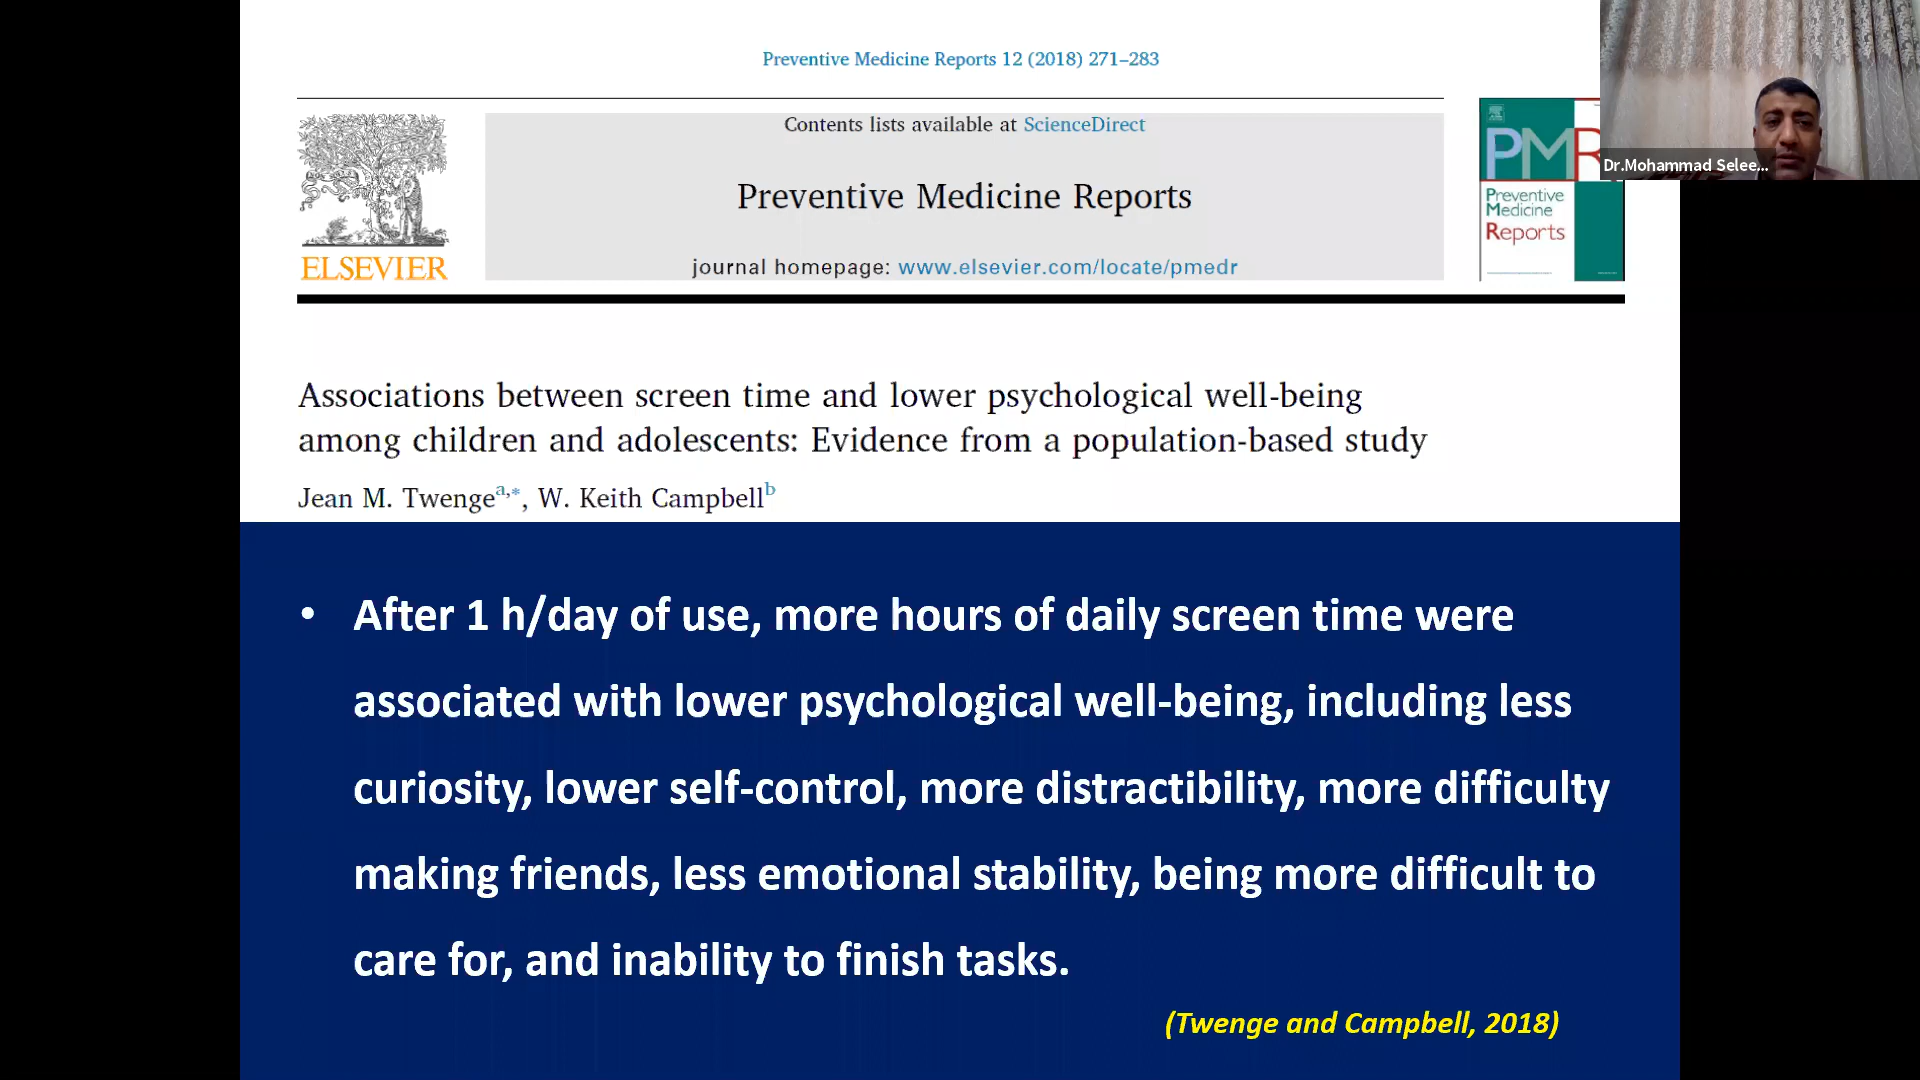 Preventive Medicine Reports 12 (2018) 271–283
Contents lists available at ScienceDirect
Preventive Medicine Reports
journal homepage: www.elsevier.com/locate/pmedr
ELSEVIER
PMR
Preventive
Medicine
Reports
Dr.Mohammad Selee...
Associations between screen time and lower psychological well-being
among children and adolescents: Evidence from a population-based study
Jean M. Twengea,*, W. Keith Campbellb
• After 1 h/day of use, more hours of daily screen time were
associated with lower psychological well-being, including less
curiosity, lower self-control, more distractibility, more difficulty
making friends, less emotional stability, being more difficult to
care for, and inability to finish tasks.
(Twenge and Campbell, 2018)